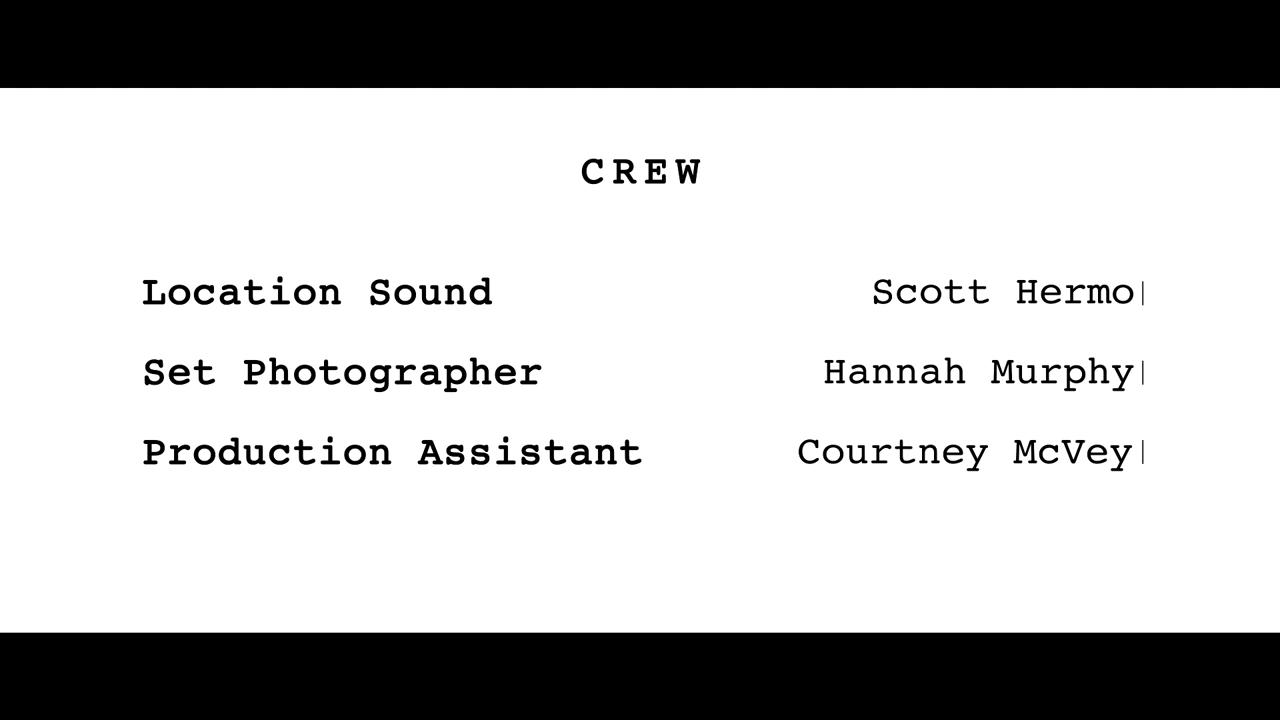 CREW
Location Sound Scott Hermo|
Set Photographer Hannah Murphy|
Production Assistant Courtney McVey|